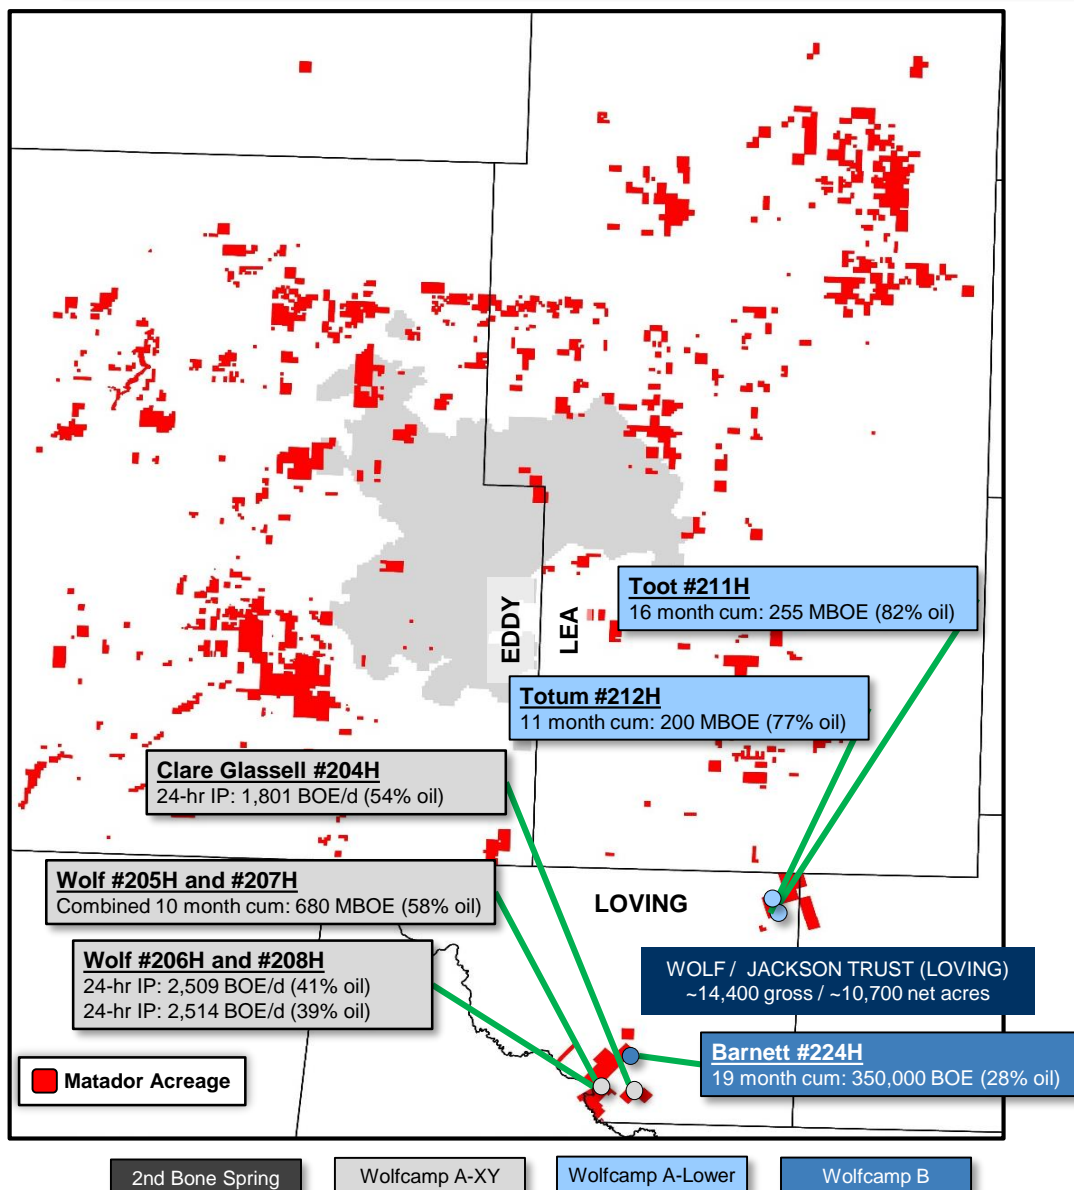 Toot #211H
16 month cum: 255 MBOE (82% oil)
EDDY
LEA
Totum #212H
11 month cum: 200 MBOE (77% oil)
Clare Glassell #204H
24-hr IP: 1,801 BOE/d (54% oil)
Wolf #205H and #207H
Combined 10 month cum: 680 MBOE (58% oil)
LOVING
Wolf #206H and #208H
24-hr IP: 2,509 BOE/d (41% oil)
24-hr IP: 2,514 BOE/d (39% oil)
WOLF / JACKSON TRUST (LOVING)
~14,400 gross / ~10,700 net acres
Barnett #224H
19 month cum: 350,000 BOE (28% oil)
Matador Acreage
2nd Bone Spring
Wolfcamp A-XY
Wolfcamp A-Lower
Wolfcamp B